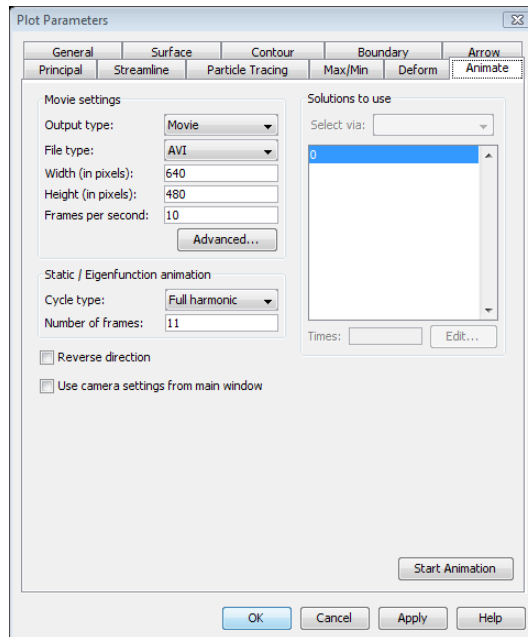 Plot Parameters
General Surface Contour Boundary Arrow
Principal Streamline Particle Tracing Max/Min Deform Animate
Movie settings
Output type: Movie
File type: AVI
Width (in pixels): 640
Height (in pixels): 480
Frames per second: 10
Advanced...
Static / Eigenfunction animation
Cycle type: Full harmonic
Number of frames: 11
Reverse direction
Use camera settings from main window
Solutions to use
Select via:
0
Times: Edit...
Start Animation
OK Cancel Apply Help